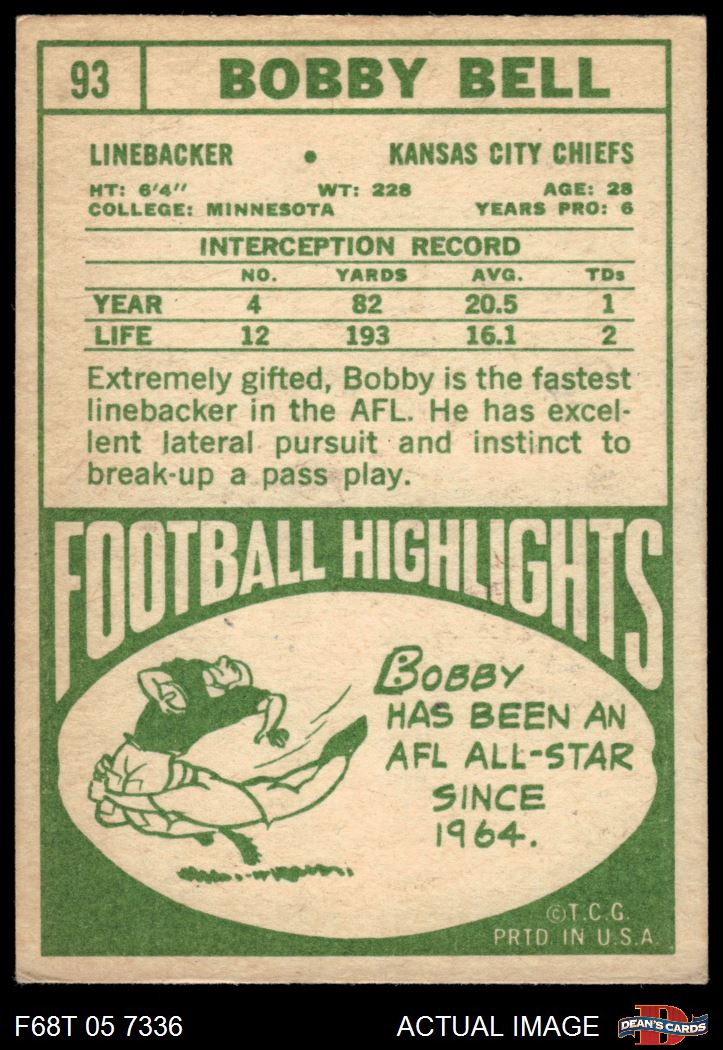 93 BOBBY BELL
LINEBACKER • KANSAS CITY CHIEFS
HT: 6'4" WT: 228 AGE: 28
COLLEGE: MINNESOTA YEARS PRO: 6
INTERCEPTION RECORD
NO. YARDS AVG. TDs
YEAR 4 82 20.5 1
LIFE 12 193 16.1 2
Extremely gifted, Bobby is the fastest
linebacker in the AFL. He has excel-
lent lateral pursuit and instinct to
break-up a pass play.
FOOTBALL HIGHLIGHTS
BOBBY
HAS BEEN AN
AFL ALL-STAR
SINCE
1964.
©T.C.G.
PRTD IN U.S.A.
F68T 05 7336 ACTUAL IMAGE DEAN'S CARDS